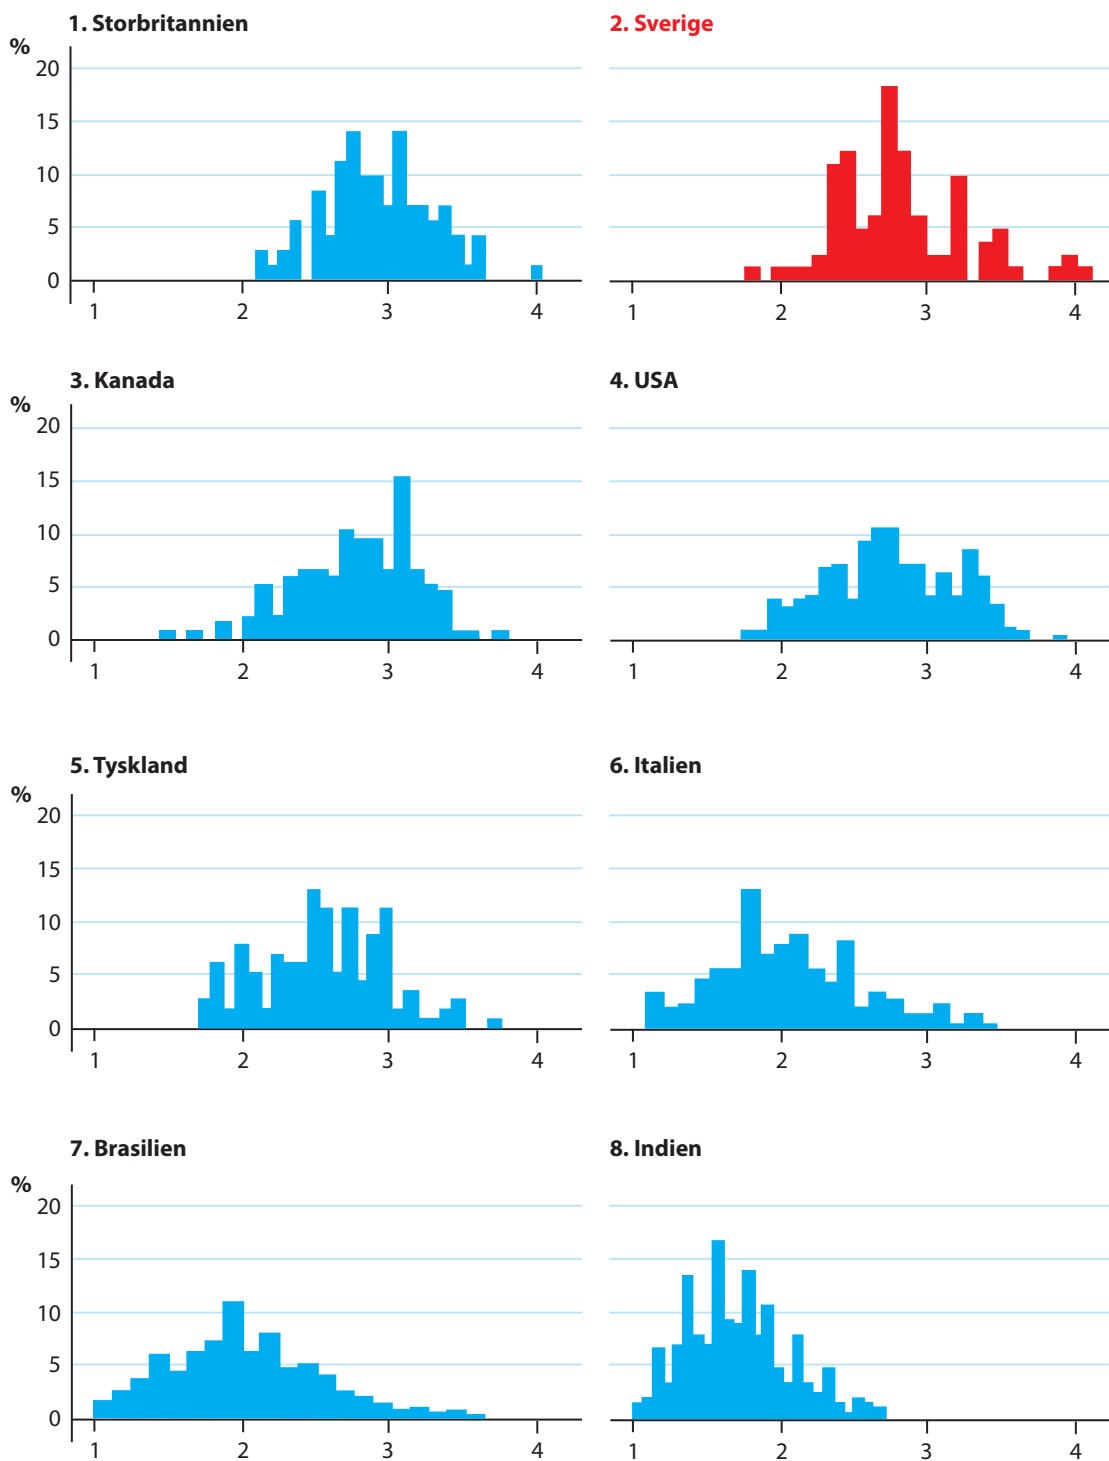 1. Storbritannien
%
20
15
10
5
0
1 2 3 4
2. Sverige
1 2 3 4
3. Kanada
%
20
15
10
5
0
1 2 3 4
4. USA
1 2 3 4
5. Tyskland
%
20
15
10
5
0
1 2 3 4
6. Italien
1 2 3 4
7. Brasilien
%
20
15
10
5
0
1 2 3 4
8. Indien
1 2 3 4